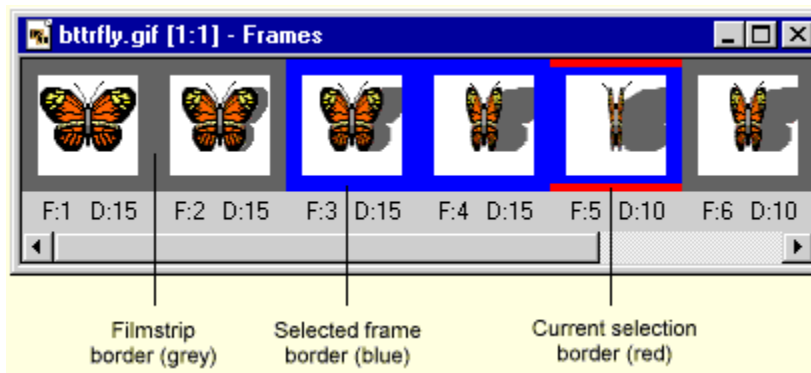 bttrfly.gif [1:1] - Frames
F:1 D:15 F:2 D:15 F:3 D:15 F:4 D:15 F:5 D:10 F:6 D:10
Filmstrip
border (grey)
Selected frame
border (blue)
Current selection
border (red)